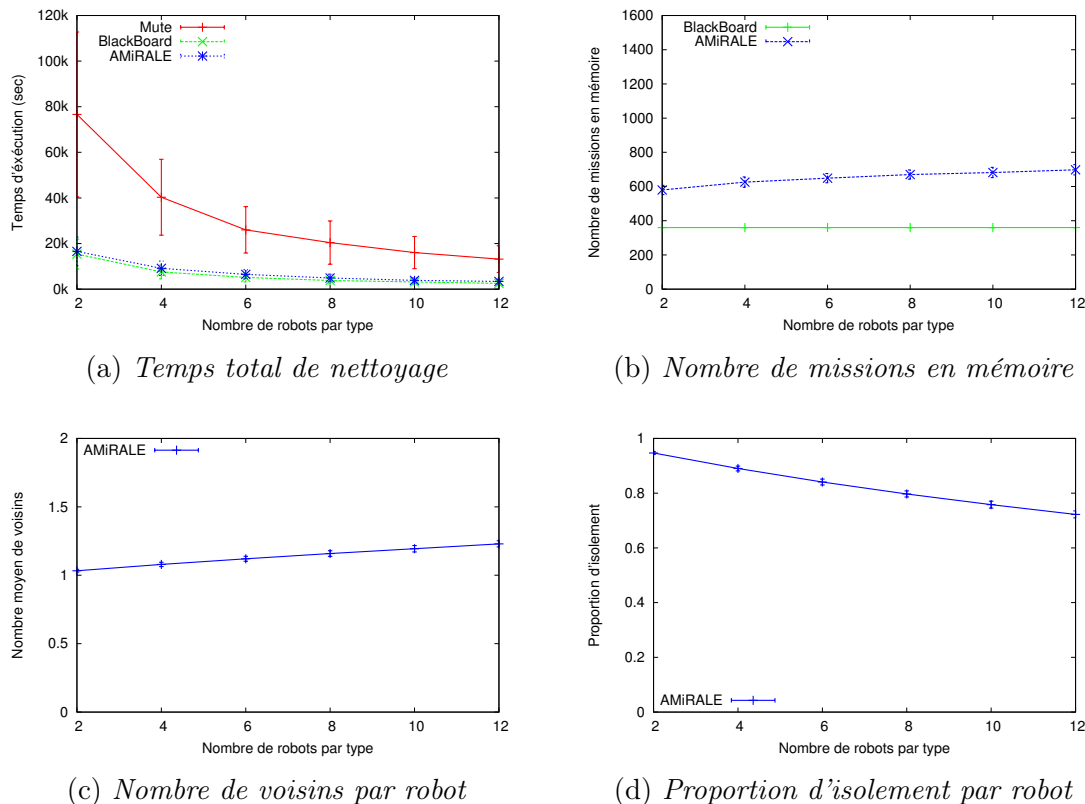 120k
100k
80k
60k
40k
20k
0k
2 4 6 8 10 12
Temps d'éxécution (sec)
Nombre de robots par type
Mute
BlackBoard
AMiRALE
(a) Temps total de nettoyage
1600
1400
1200
1000
800
600
400
200
0
2 4 6 8 10 12
Nombre de missions en mémoire
Nombre de robots par type
BlackBoard
AMiRALE
(b) Nombre de missions en mémoire
2
1.5
1
0.5
0
2 4 6 8 10 12
Nombre moyen de voisins
Nombre de robots par type
AMiRALE
(c) Nombre de voisins par robot
1
0.8
0.6
0.4
0.2
0
2 4 6 8 10 12
Proportion d'isolement
Nombre de robots par type
AMiRALE
(d) Proportion d'isolement par robot